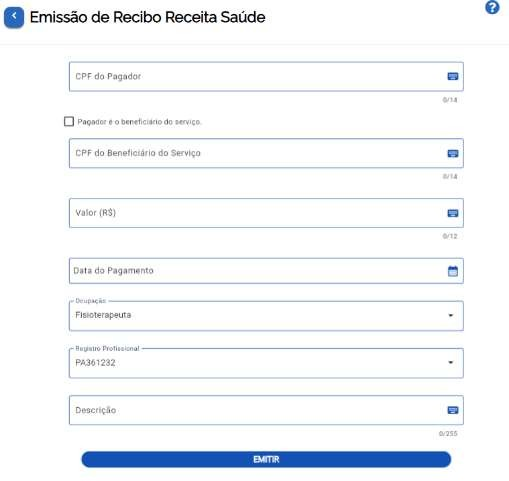 Emissão de Recibo Receita Saúde
?
CPF do Pagador
0/14
Pagador é o beneficiário do serviço.
CPF do Beneficiário do Serviço
0/14
Valor (R$)
0/12
Data do Pagamento
Ocupação
Fisioterapeuta
Registro Profissional
PA361232
Descrição
0/255
EMITIR